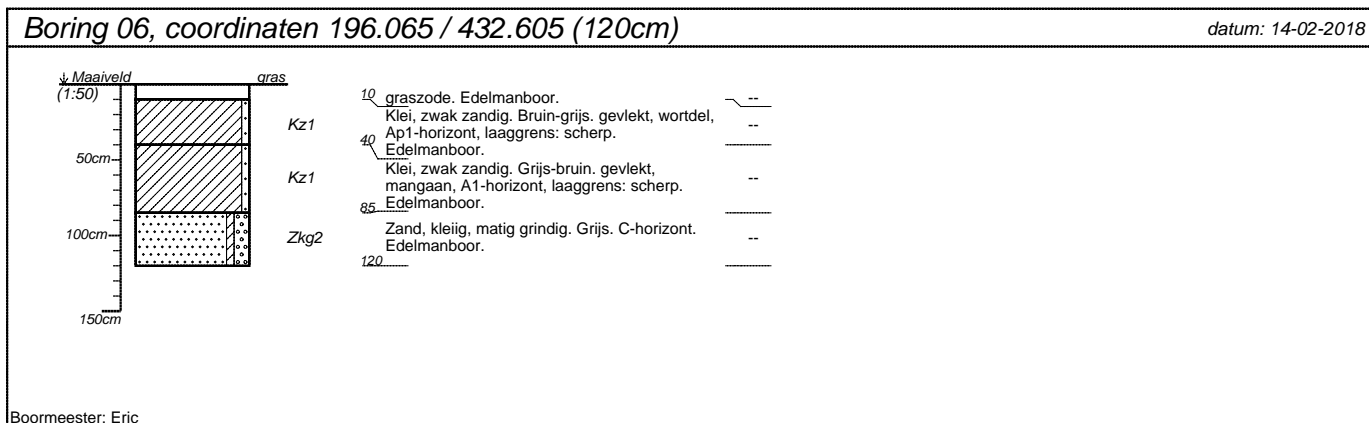 Boring 06, coordinaten 196.065 / 432.605 (120cm)
datum: 14-02-2018
Maaiveld
gras
(1:50)
10
graszode. Edelmanboor.
--
Kz1
Klei, zwak zandig. Bruin-grijs. gevlekt, wortdel,
Ap1-horizont, laaggrens: scherp.
Edelmanboor.
--
40
50cm
Kz1
Klei, zwak zandig. Grijs-bruin. gevlekt,
mangaan, A1-horizont, laaggrens: scherp.
Edelmanboor.
--
85
100cm
Zkg2
Zand, kleiig, matig grindig. Grijs. C-horizont.
Edelmanboor.
--
120
150cm
Boormeester: Eric